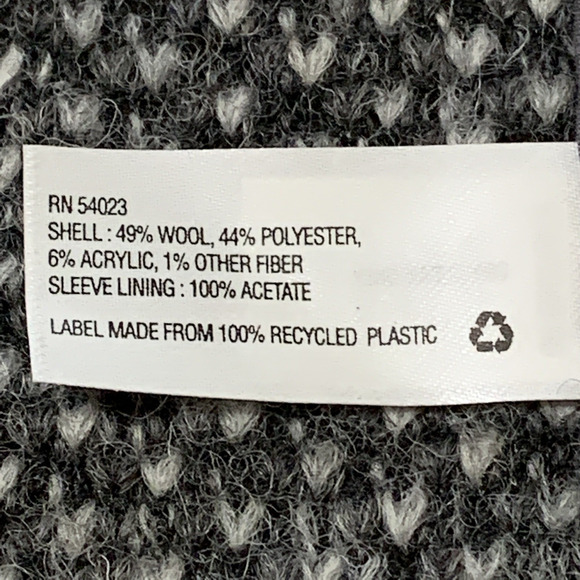 RN 54023
SHELL : 49% WOOL, 44% POLYESTER,
6% ACRYLIC, 1% OTHER FIBER
SLEEVE LINING : 100% ACETATE
LABEL MADE FROM 100% RECYCLED PLASTIC